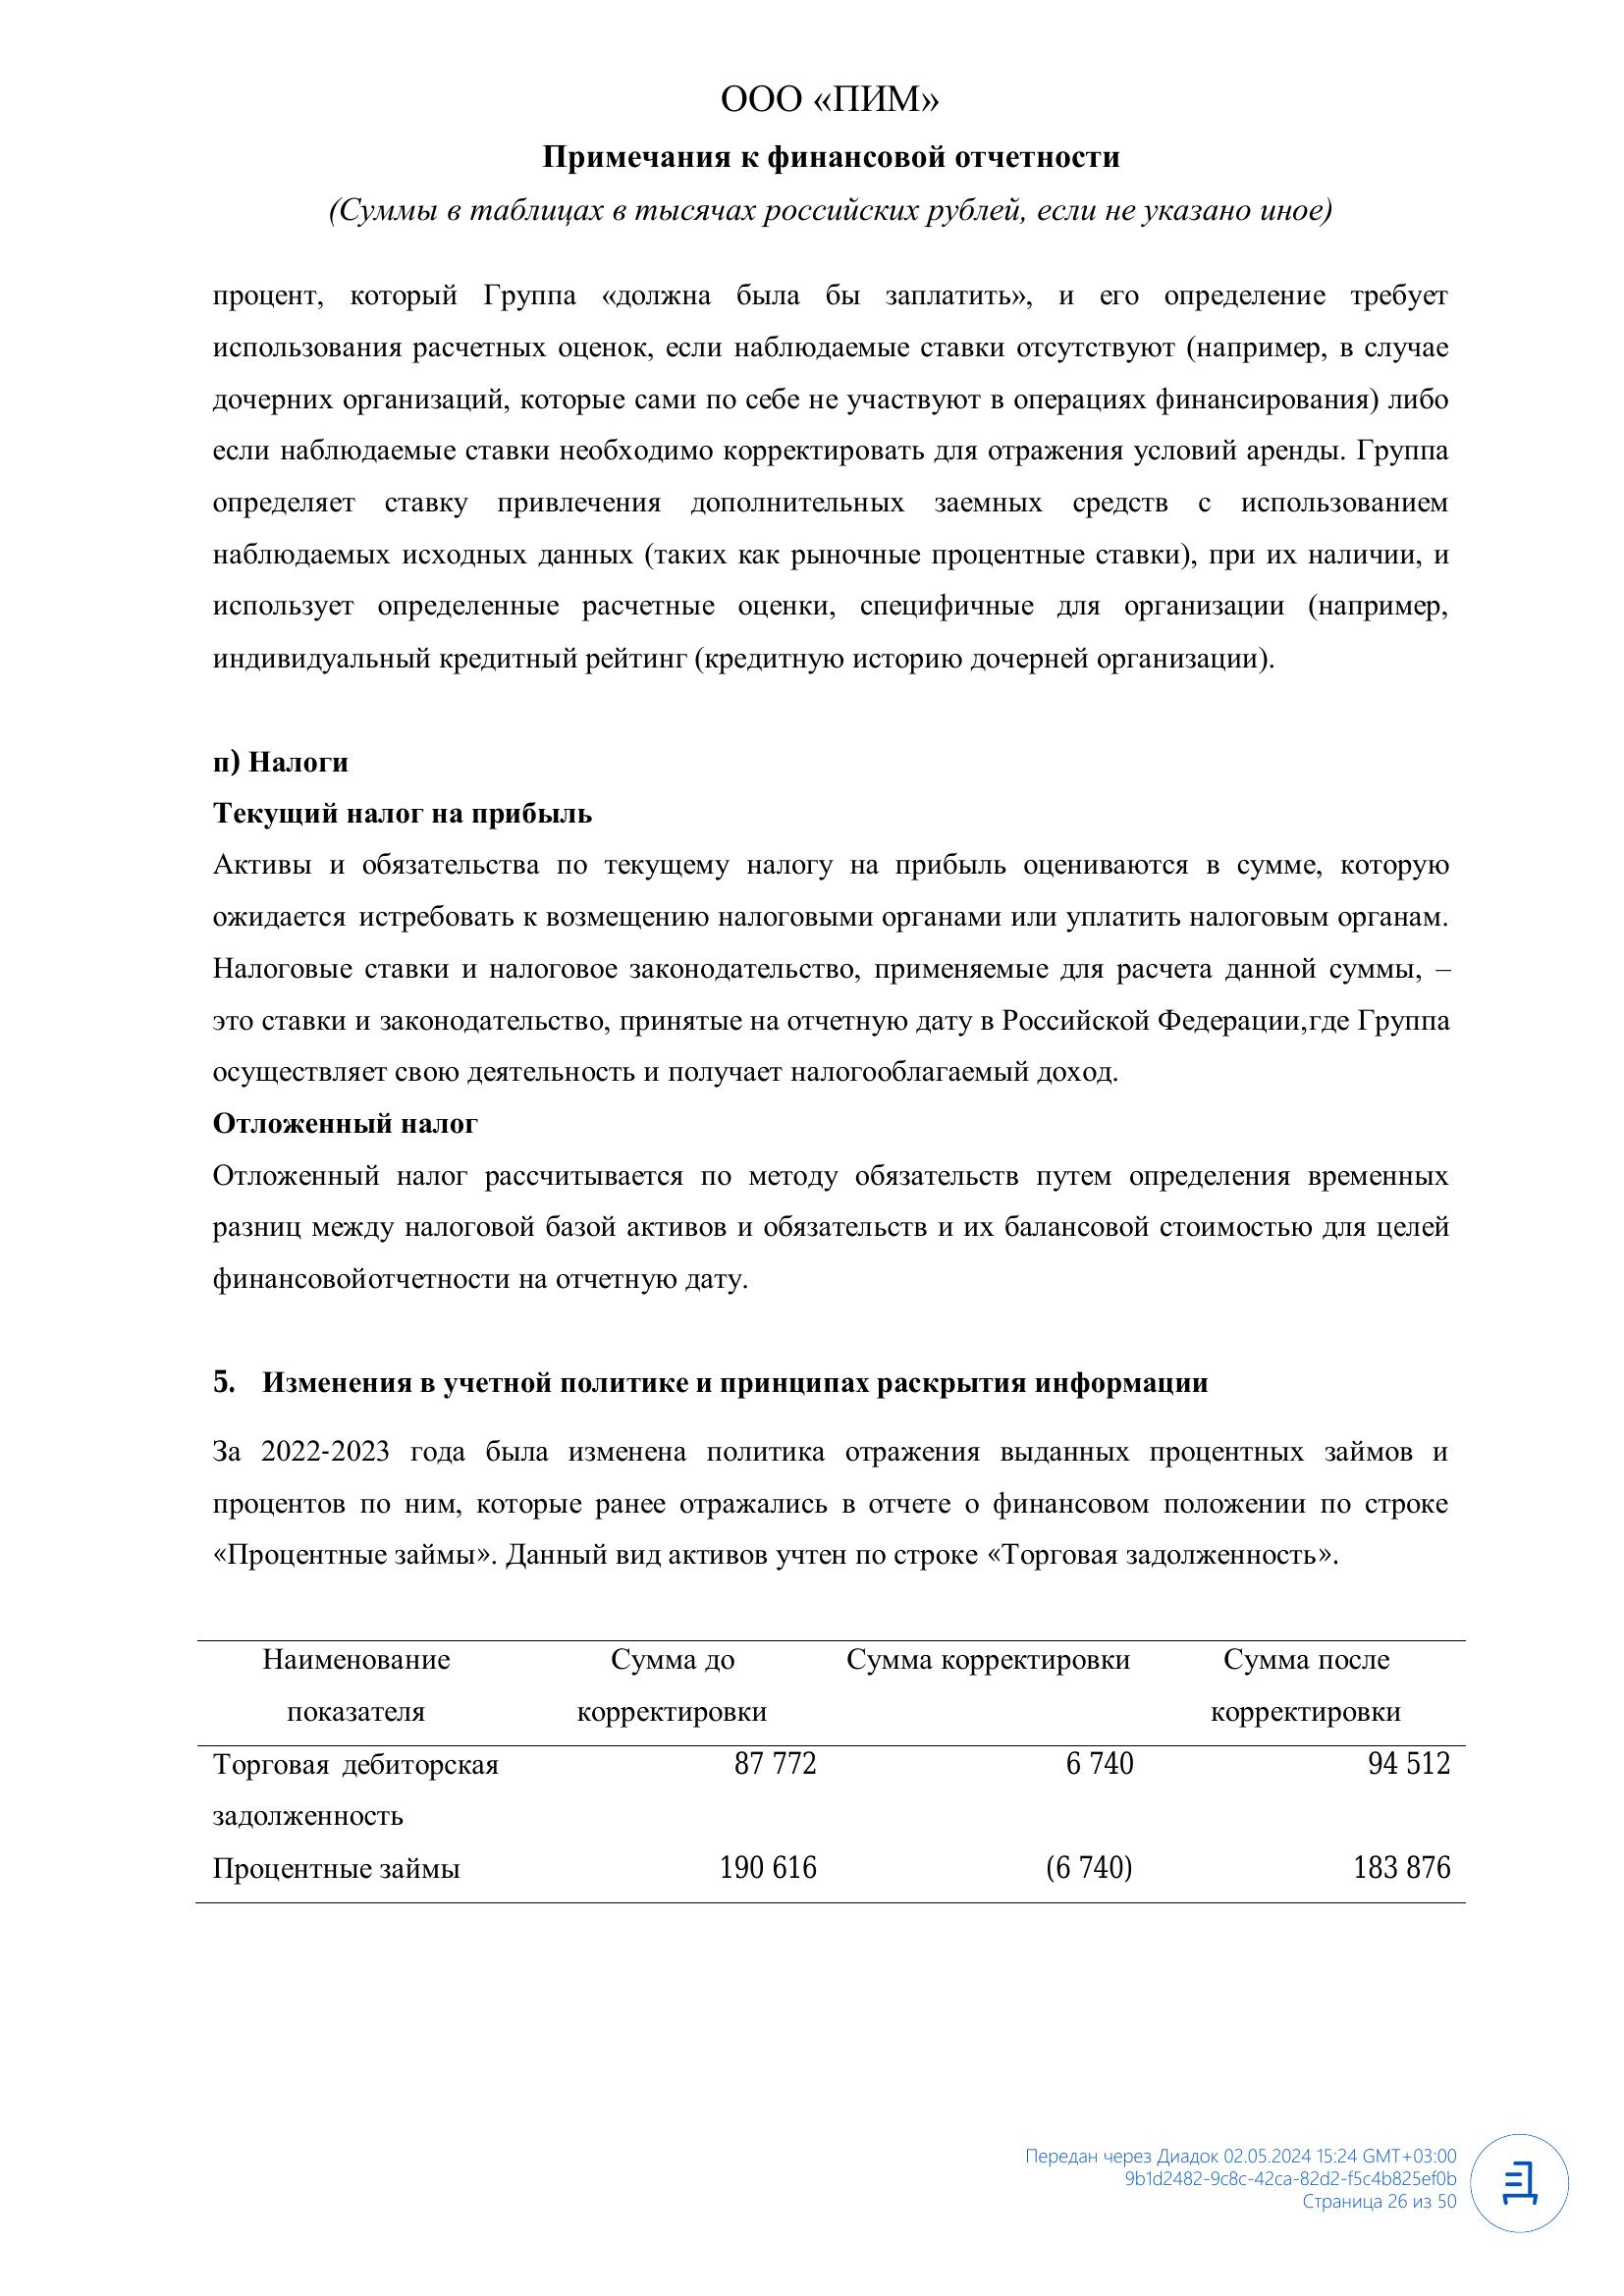 ООО «ПИМ»
Примечания к финансовой отчетности
(Суммы в таблицах в тысячах российских рублей, если не указано иное)
процент, который Группа «должна была бы заплатить», и его определение требует
использования расчетных оценок, если наблюдаемые ставки отсутствуют (например, в случае
дочерних организаций, которые сами по себе не участвуют в операциях финансирования) либо
если наблюдаемые ставки необходимо корректировать для отражения условий аренды. Группа
определяет ставку привлечения дополнительных заемных средств с использованием
наблюдаемых исходных данных (таких как рыночные процентные ставки), при их наличии, и
использует определенные расчетные оценки, специфичные для организации (например,
индивидуальный кредитный рейтинг (кредитную историю дочерней организации).
п) Налоги
Текущий налог на прибыль
Активы и обязательства по текущему налогу на прибыль оцениваются в сумме, которую
ожидается истребовать к возмещению налоговыми органами или уплатить налоговым органам.
Налоговые ставки и налоговое законодательство, применяемые для расчета данной суммы, –
это ставки и законодательство, принятые на отчетную дату в Российской Федерации,где Группа
осуществляет свою деятельность и получает налогооблагаемый доход.
Отложенный налог
Отложенный налог рассчитывается по методу обязательств путем определения временных
разниц между налоговой базой активов и обязательств и их балансовой стоимостью для целей
финансовойотчетности на отчетную дату.
5. Изменения в учетной политике и принципах раскрытия информации
За 2022-2023 года была изменена политика отражения выданных процентных займов и
процентов по ним, которые ранее отражались в отчете о финансовом положении по строке
«Процентные займы». Данный вид активов учтен по строке «Торговая задолженность».
Наименование Сумма до Сумма корректировки Сумма после
показателя корректировки корректировки
Торговая дебиторская 87 772 6 740 94 512
задолженность
Процентные займы 190 616 (6 740) 183 876
Передан через Диадок 02.05.2024 15:24 GMT+03:00
9b1d2482-9c8c-42ca-82d2-f5c4b825ef0b
Страница 26 из 50